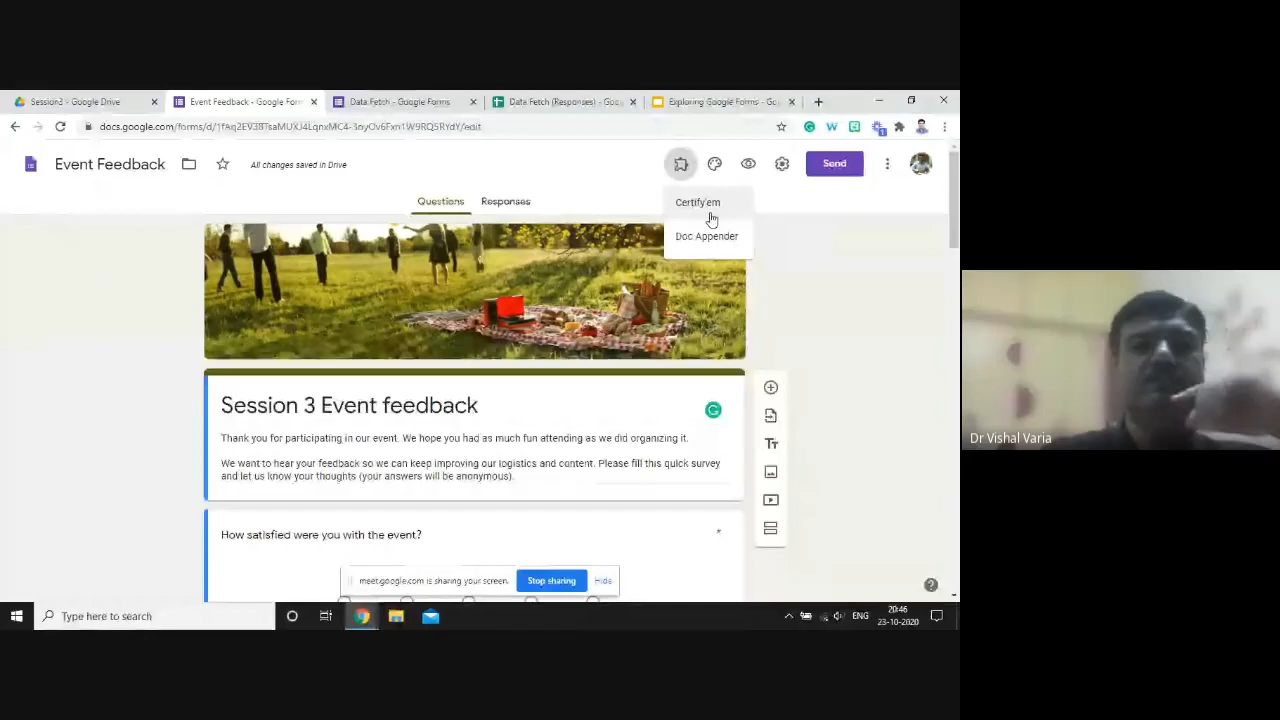 Session3 - Google Drive
Event Feedback - Google Form
Data Fetch - Google Forms
Data Fetch (Responses) - Goo
Exploring Google Forms - Go
Event Feedback
All changes saved in Drive
Send
Certify'em
Doc Appender
Questions
Responses
Session 3 Event feedback
Thank you for participating in our event. We hope you had as much fun attending as we did organizing it.
We want to hear your feedback so we can keep improving our logistics and content. Please fill this quick survey
and let us know your thoughts (your answers will be anonymous).
How satisfied were you with the event?
*
meet.google.com is sharing your screen.
Stop sharing
Hide
Dr Vishal Varia
Type here to search
ENG
20:46
23-10-2020